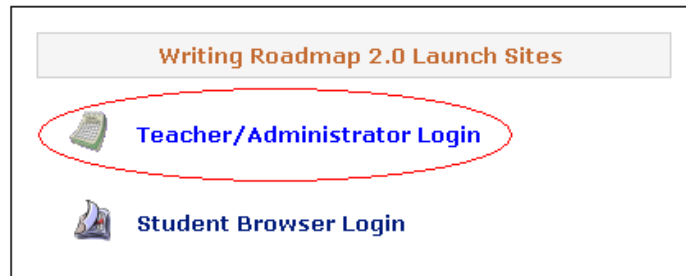 Writing Roadmap 2.0 Launch Sites
Teacher/Administrator Login
Student Browser Login